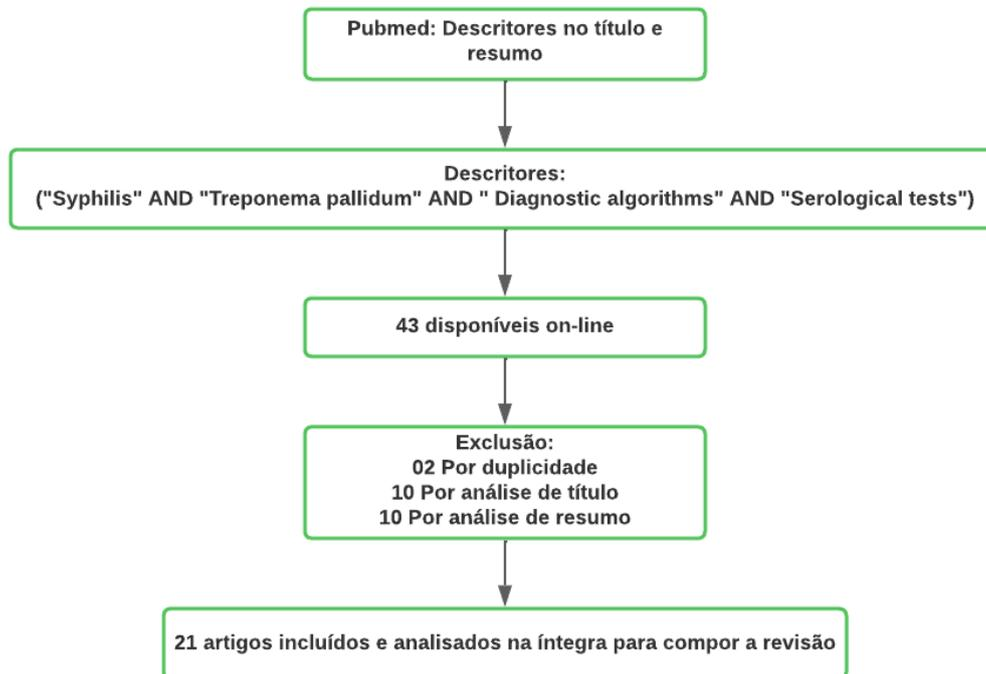 Pubmed: Descritores no título e
resumo
Descritores:
("Syphilis" AND "Treponema pallidum" AND " Diagnostic algorithms" AND "Serological tests")
43 disponíveis on-line
Exclusão:
02 Por duplicidade
10 Por análise de título
10 Por análise de resumo
21 artigos incluídos e analisados na íntegra para compor a revisão